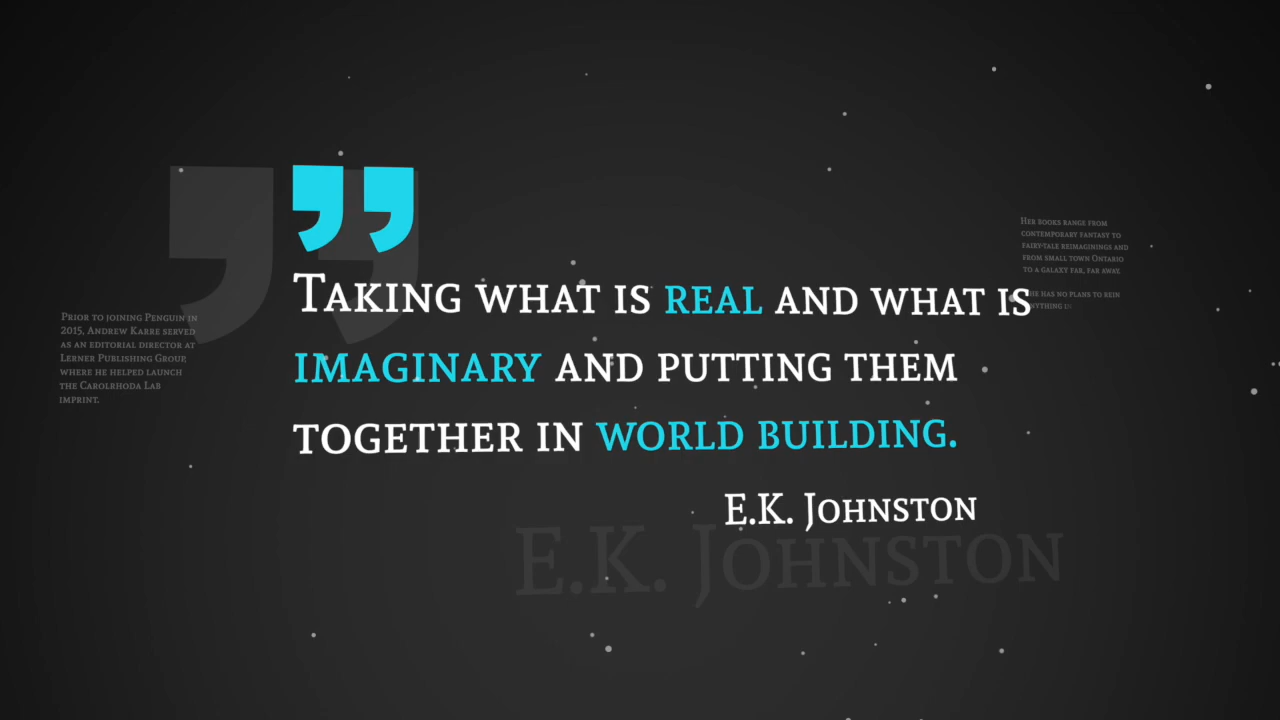 Taking what is real and what is
imaginary and putting them
together in world building.
E.K. Johnston
E.K. Johnston
Prior to joining Penguin in
2015, Andrew Karre served
as an editorial director at
Lerner Publishing Group,
where he helped launch
the Carolrhoda Lab
imprint.
Her books range from
contemporary fantasy to
fairy-tale reimaginings and
from small town Ontario
to a galaxy far, far away.
has no plans to rein